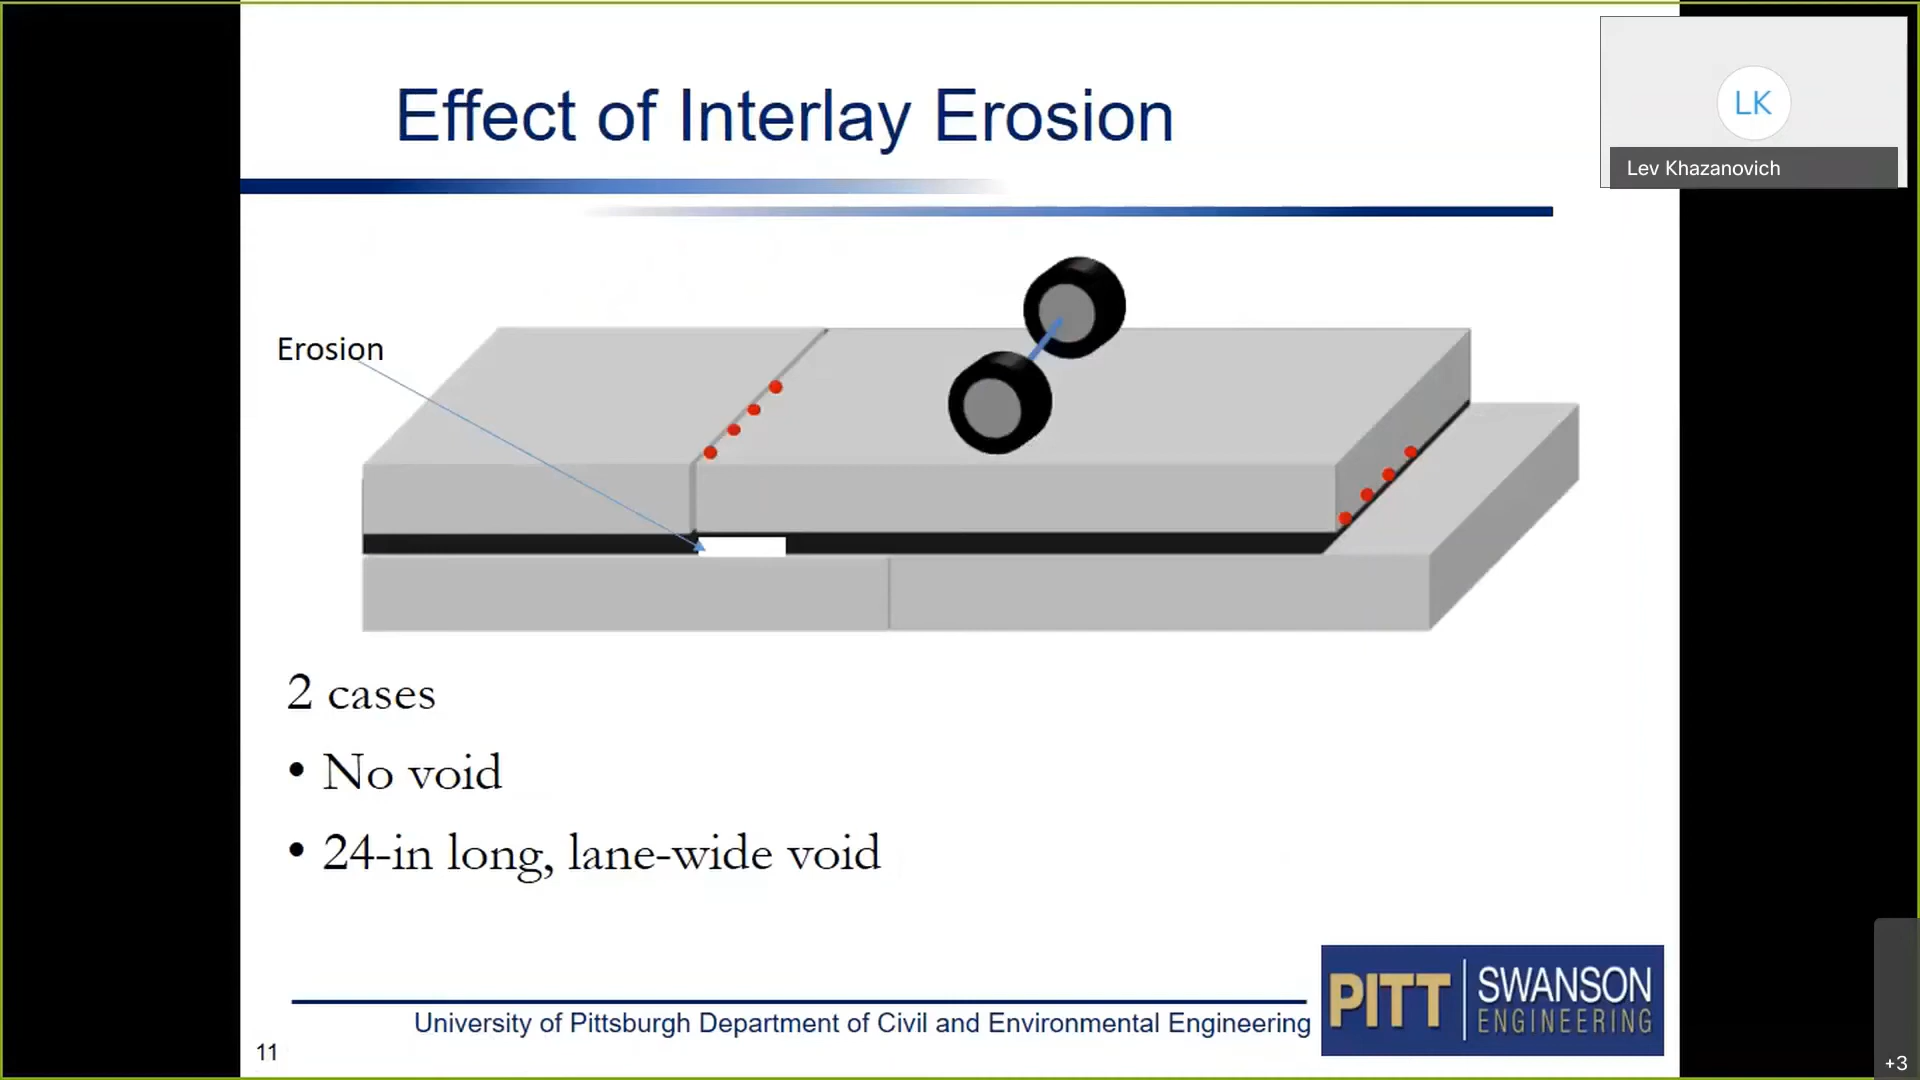 Effect of Interlay Erosion
LK
Lev Khazanovich
Erosion
2 cases
• No void
• 24-in long, lane-wide void
University of Pittsburgh Department of Civil and Environmental Engineering
PITT
SWANSON
ENGINEERING
11
+3